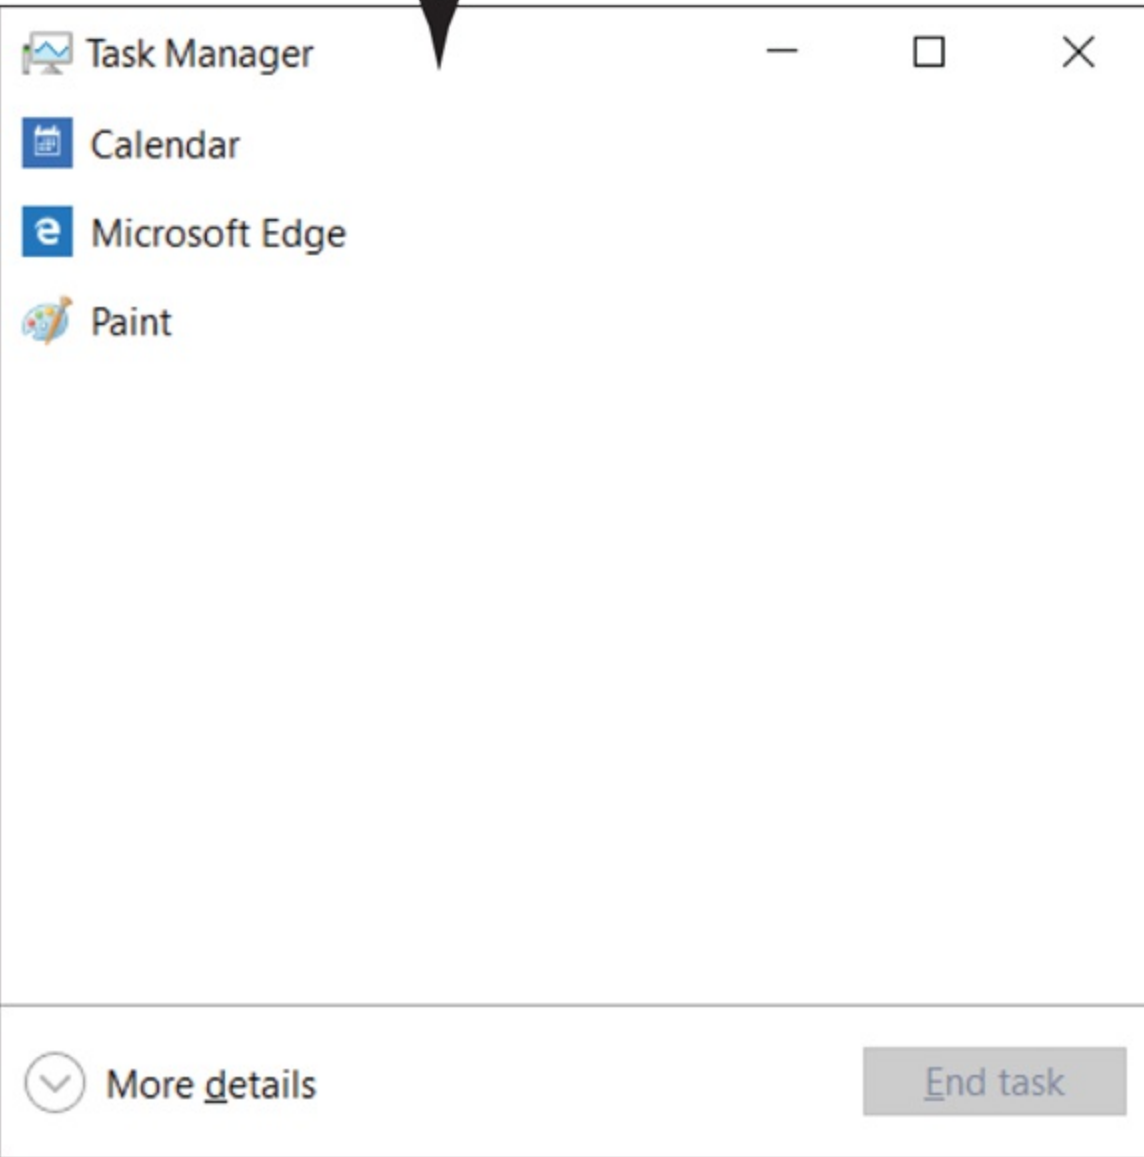 Task Manager
Calendar
Microsoft Edge
Paint
More details
End task